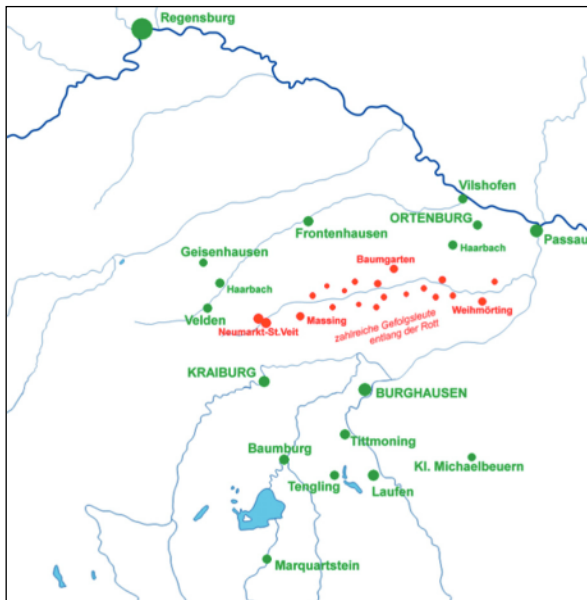 Regensburg
Vilshofen
ORTENBURG
Frontenhausen
Passau
Haarbach
Geisenhausen
Baumgarten
Haarbach
Velden
Massing
Weihmörting
Neumarkt-St.Veit
zahlreiche Gefolgsleute
entlang der Rott
KRAIBURG
BURGHAUSEN
Tittmoning
Baumburg
Kl. Michaelbeuern
Tengling
Laufen
Marquartstein